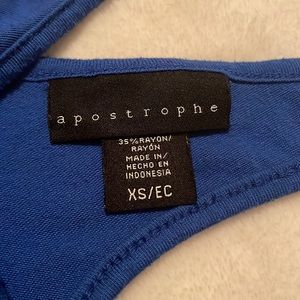 apostrophe
35% RAYON/
RAYÓN
MADE IN/
HECHO EN
INDONESIA
XS/EC